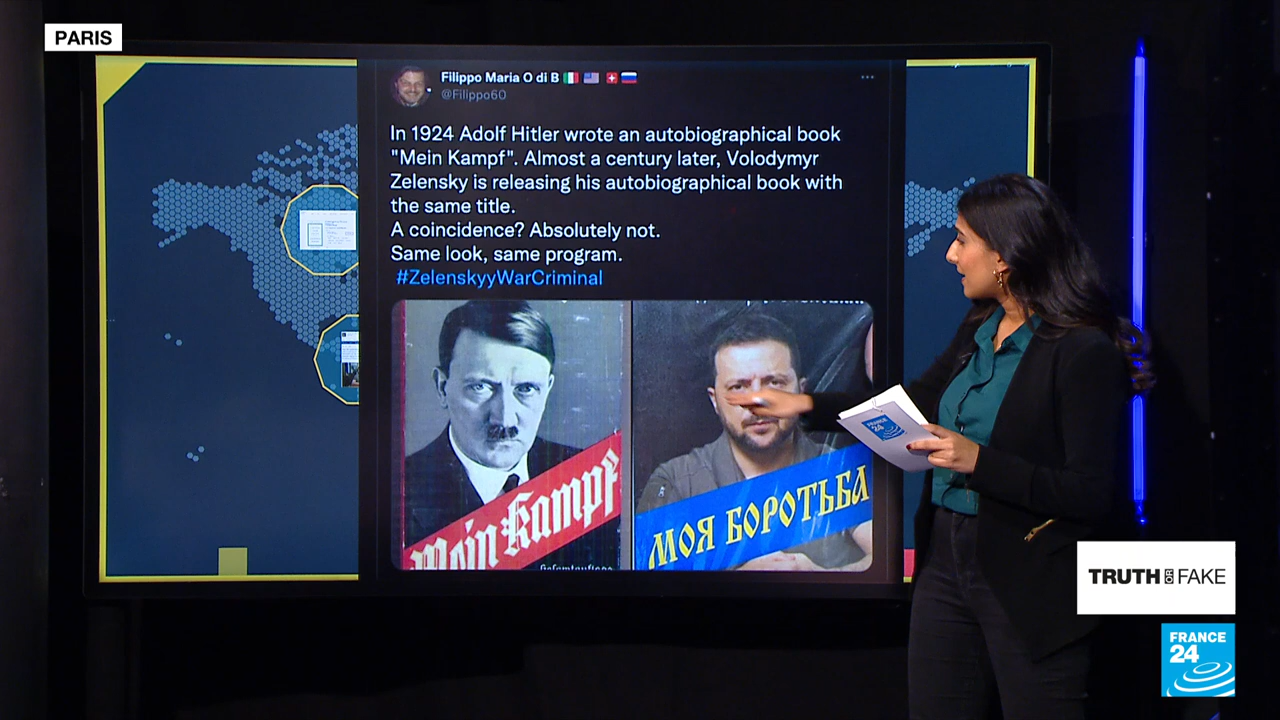 PARIS
Filippo Maria O di B
@Filippo60
In 1924 Adolf Hitler wrote an autobiographical book
"Mein Kampf". Almost a century later, Volodymyr
Zelensky is releasing his autobiographical book with
the same title.
A coincidence? Absolutely not.
Same look, same program.
#ZelenskyyWarCriminal
Mein Kampf
МОЯ БОРОТЬБА
FRANCE
24
TRUTH OR FAKE
FRANCE
24